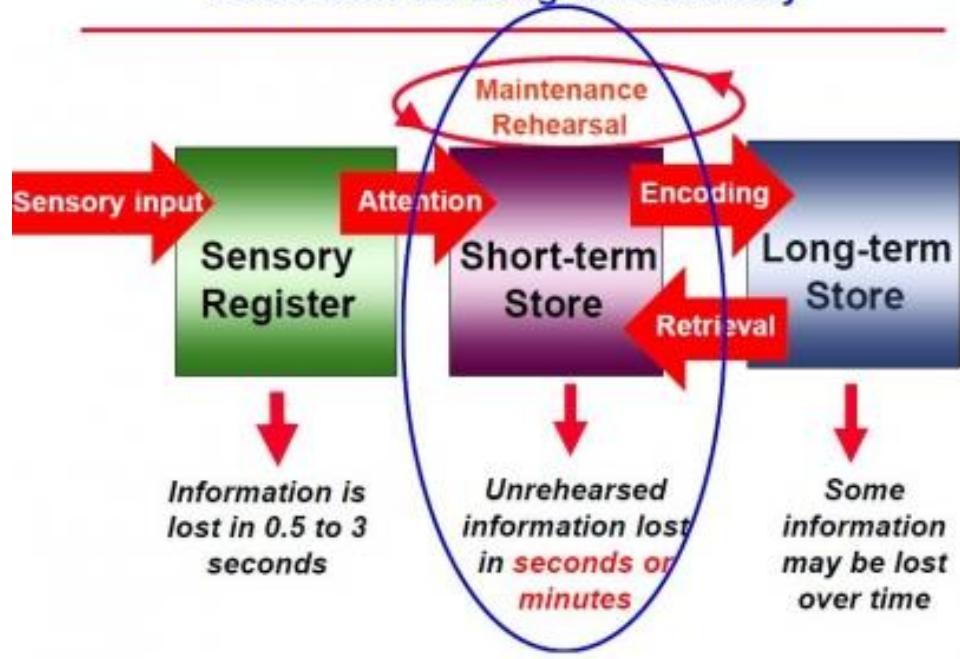 Maintenance
Rehearsal
Sensory input
Attention
Encoding
Sensory
Register
Short-term
Store
Long-term
Store
Retrieval
Information is
lost in 0.5 to 3
seconds
Unrehearsed
information lost
in seconds or
minutes
Some
information
may be lost
over time